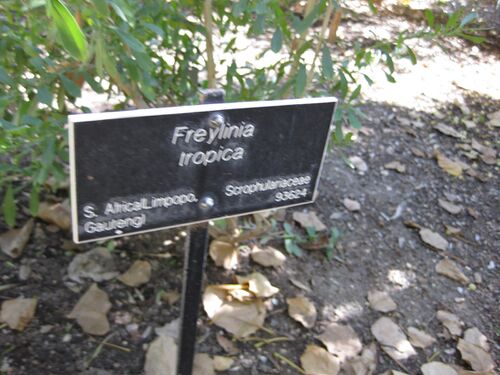 Freylinia
tropica
S. Africa[Limpopo, Scrophulariaceae
Gauteng] 93624